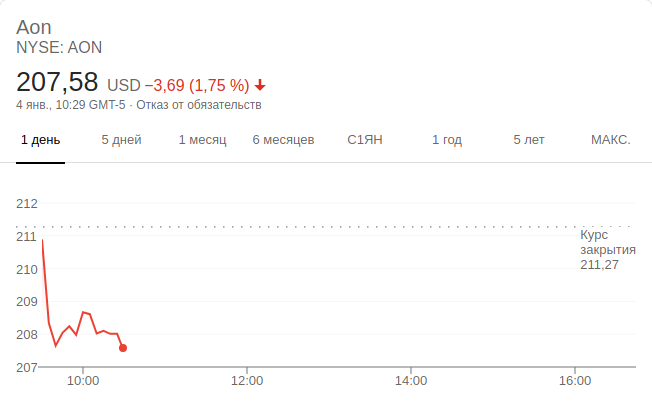 Aon
NYSE: AON
207,58 USD −3,69 (1,75 %)
4 янв., 10:29 GMT-5 · Отказ от обязательств
1 день 5 дней 1 месяц 6 месяцев С1ЯН 1 год 5 лет МАКС.
212
211
210
209
208
207
Курс
закрытия
211,27
10:00 12:00 14:00 16:00